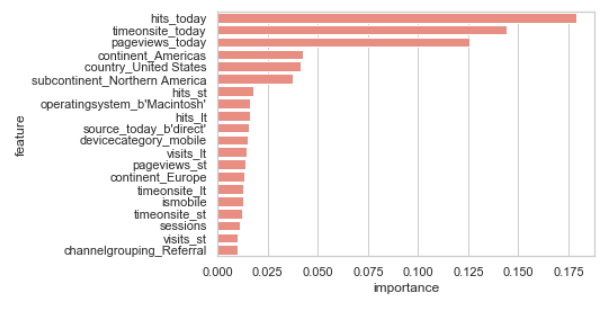 hits_today
timeonsite_today
pageviews_today
continent_Americas
country_United States
subcontinent_Northern America
hits_st
operatingsystem_b'Macintosh'
hits_lt
source_today_b'direct'
devicecategory_mobile
visits_lt
pageviews_st
continent_Europe
timeonsite_lt
ismobile
timeonsite_st
sessions
visits_st
channelgrouping_Referral
feature
0.000 0.025 0.050 0.075 0.100 0.125 0.150 0.175
importance